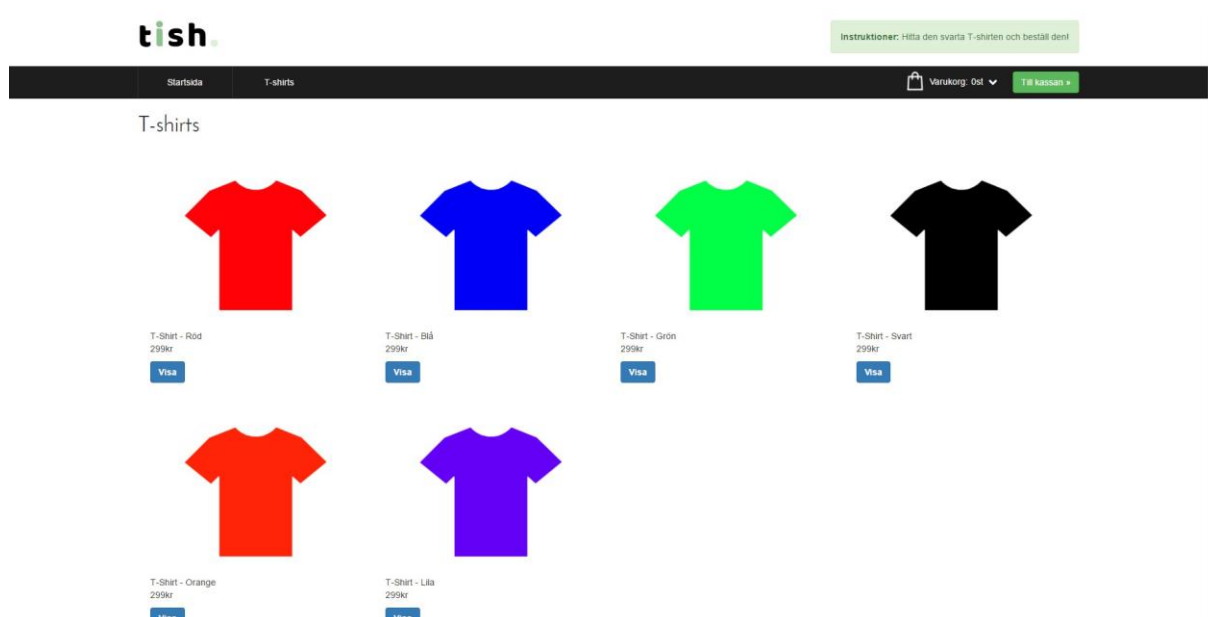 tish.
Instruktioner: Hitta den svarta T-shirten och beställ den!
Startsida T-shirts Varukorg: 0st Till kassan »
T-shirts
T-Shirt - Röd
299kr
Visa
T-Shirt - Blå
299kr
Visa
T-Shirt - Grön
299kr
Visa
T-Shirt - Svart
299kr
Visa
T-Shirt - Orange
299kr
Visa
T-Shirt - Lila
299kr
Visa